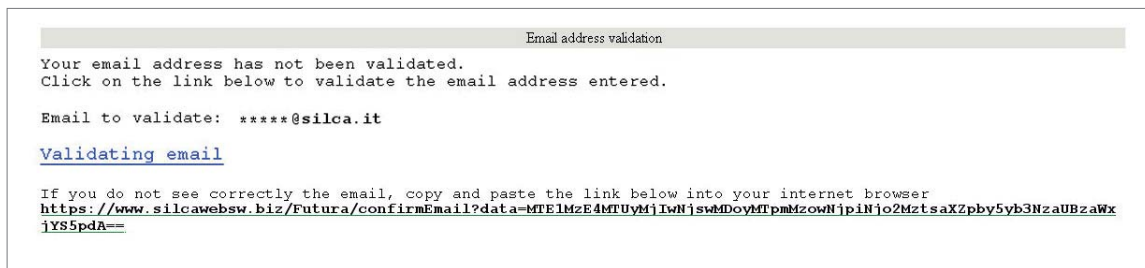 Email address validation
Your email address has not been validated.
Click on the link below to validate the email address entered.
Email to validate: *****@silca.it
Validating email
If you do not see correctly the email, copy and paste the link below into your internet browser
https://www.silcawebsw.biz/Futura/confirmEmail?data=MTE1MzE4MTUyMjIwNjswMDoyMTpmMzowNjpiNjo2MztsaXZpby5yb3NzaUBzaWx
jYS5pdA==